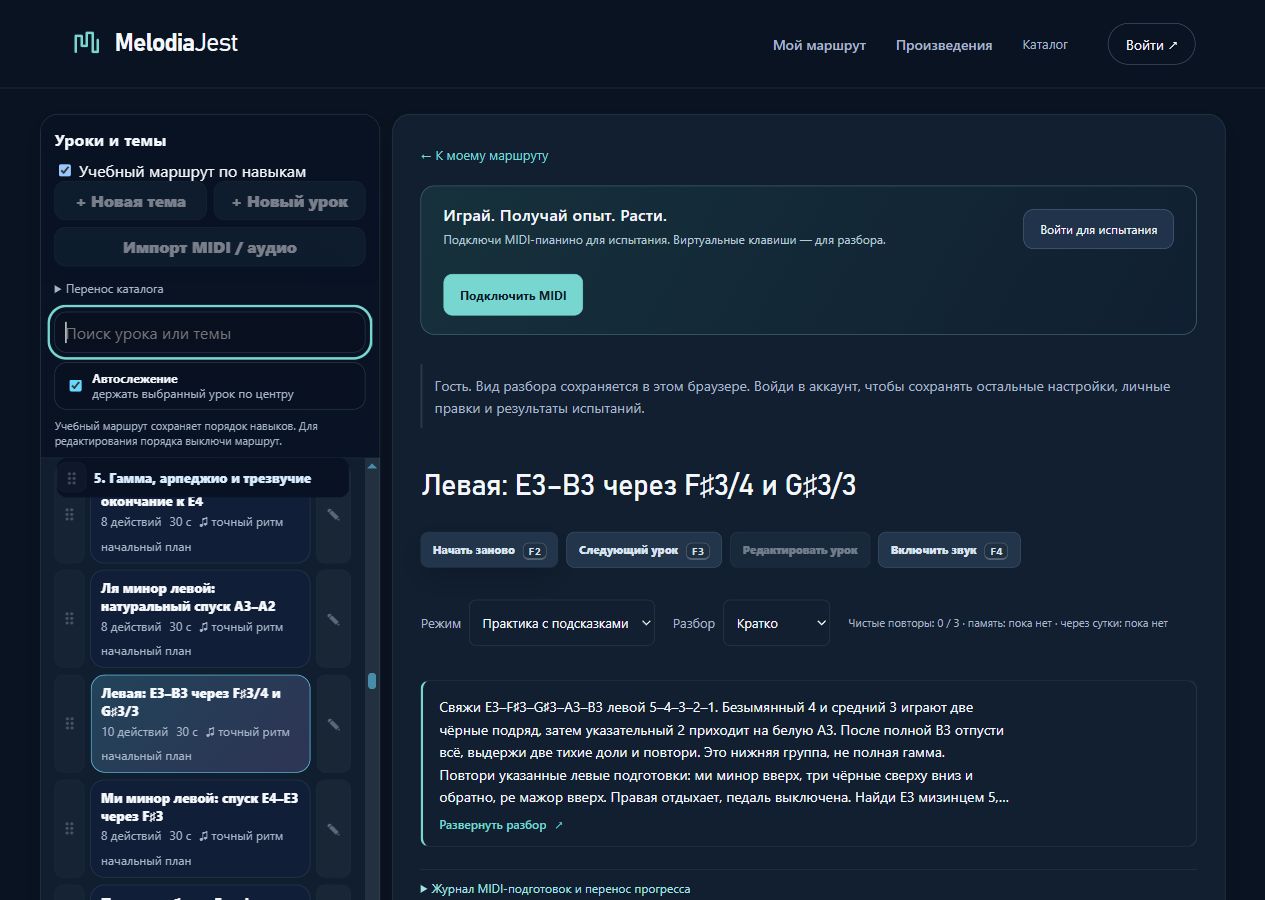 MelodiaJest
Мой маршрут
Произведения
Каталог
Войти ↗
Уроки и темы
Учебный маршрут по навыкам
+ Новая тема
+ Новый урок
Импорт MIDI / аудио
▶ Перенос каталога
Поиск урока или темы
Автослежение
держать выбранный урок по центру
Учебный маршрут сохраняет порядок навыков. Для
редактирования порядка выключи маршрут.
5. Гамма, арпеджио и трезвучие
окончание к E4
8 действий 30 с ♫ точный ритм
начальный план
Ля минор левой:
натуральный спуск A3–A2
8 действий 30 с ♫ точный ритм
начальный план
Левая: E3–B3 через F♯3/4 и
G♯3/3
10 действий 30 с ♫ точный ритм
начальный план
Ми минор левой: спуск E4–E3
через F♯3
8 действий 30 с ♫ точный ритм
начальный план
← К моему маршруту
Играй. Получай опыт. Расти.
Подключи MIDI-пианино для испытания. Виртуальные клавиши — для разбора.
Войти для испытания
Подключить MIDI
Гость. Вид разбора сохраняется в этом браузере. Войди в аккаунт, чтобы сохранять остальные настройки, личные
правки и результаты испытаний.
Левая: E3–B3 через F♯3/4 и G♯3/3
Начать заново F2
Следующий урок F3
Редактировать урок
Включить звук F4
Режим
Практика с подсказками
Разбор
Кратко
Чистые повторы: 0 / 3 · память: пока нет · через сутки: пока нет
Свяжи E3–F♯3–G♯3–A3–B3 левой 5–4–3–2–1. Безымянный 4 и средний 3 играют две
чёрные подряд, затем указательный 2 приходит на белую A3. После полной B3 отпусти
всё, выдержи две тихие доли и повтори. Это нижняя группа, не полная гамма.
Повтори указанные левые подготовки: ми минор вверх, три чёрные сверху вниз и
обратно, ре мажор вверх. Правая отдыхает, педаль выключена. Найди E3 мизинцем 5,...
Развернуть разбор ↗
▶ Журнал MIDI-подготовок и перенос прогресса